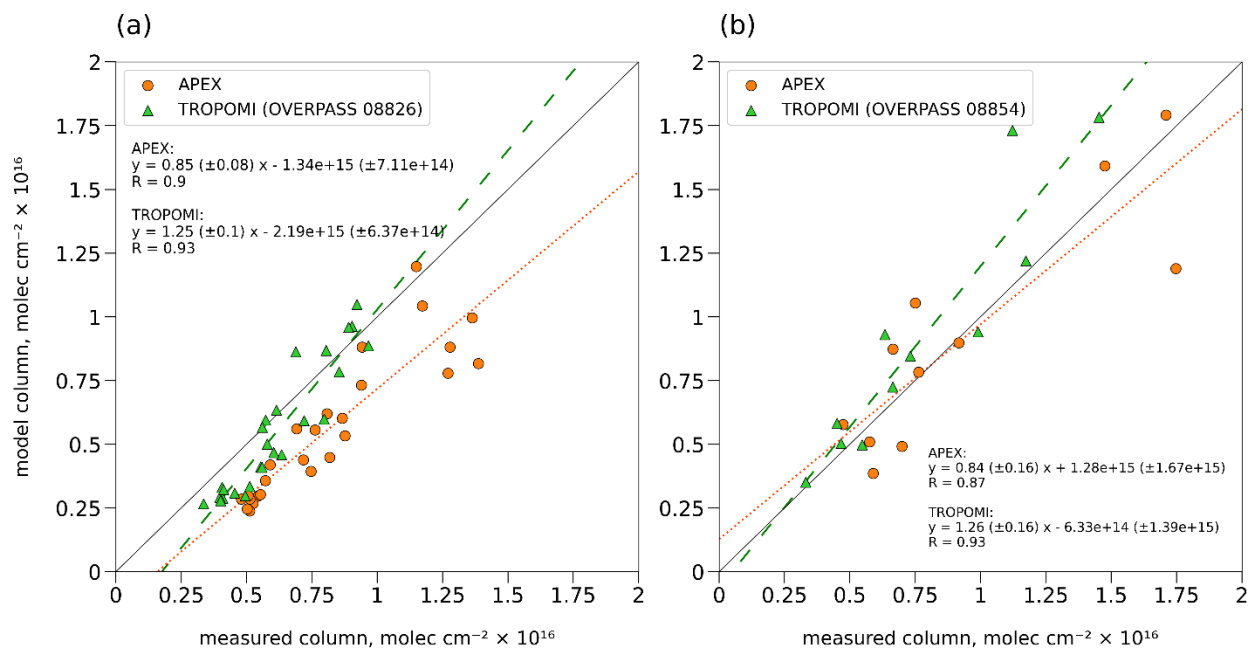 (a)
APEX
TROPOMI (OVERPASS 08826)
APEX:
y = 0.85 (±0.08) x - 1.34e+15 (±7.11e+14)
R = 0.9
TROPOMI:
y = 1.25 (±0.1) x - 2.19e+15 (±6.37e+14)
R = 0.93
2
1.75
1.5
1.25
1
0.75
0.5
0.25
0
model column, molec cm⁻² × 10¹⁶
0 0.25 0.5 0.75 1 1.25 1.5 1.75 2
measured column, molec cm⁻² × 10¹⁶
(b)
APEX
TROPOMI (OVERPASS 08854)
2
1.75
1.5
1.25
1
0.75
0.5
0.25
0
APEX:
y = 0.84 (±0.16) x + 1.28e+15 (±1.67e+15)
R = 0.87
TROPOMI:
y = 1.26 (±0.16) x - 6.33e+14 (±1.39e+15)
R = 0.93
0 0.25 0.5 0.75 1 1.25 1.5 1.75 2
measured column, molec cm⁻² × 10¹⁶